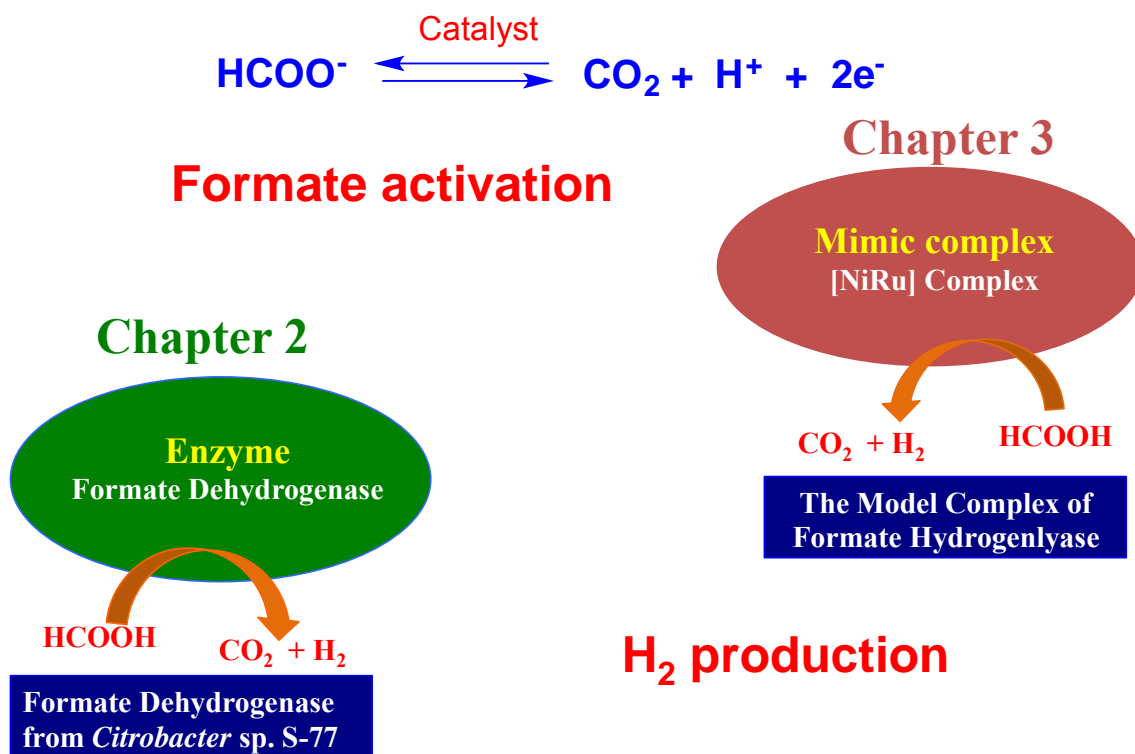 Catalyst
HCOO⁻ ⇌ CO₂ + H⁺ + 2e⁻
Chapter 3
Formate activation
Mimic complex
[NiRu] Complex
CO₂ + H₂
HCOOH
The Model Complex of
Formate Hydrogenlyase
Chapter 2
Enzyme
Formate Dehydrogenase
HCOOH
CO₂ + H₂
Formate Dehydrogenase
from Citrobacter sp. S-77
H₂ production